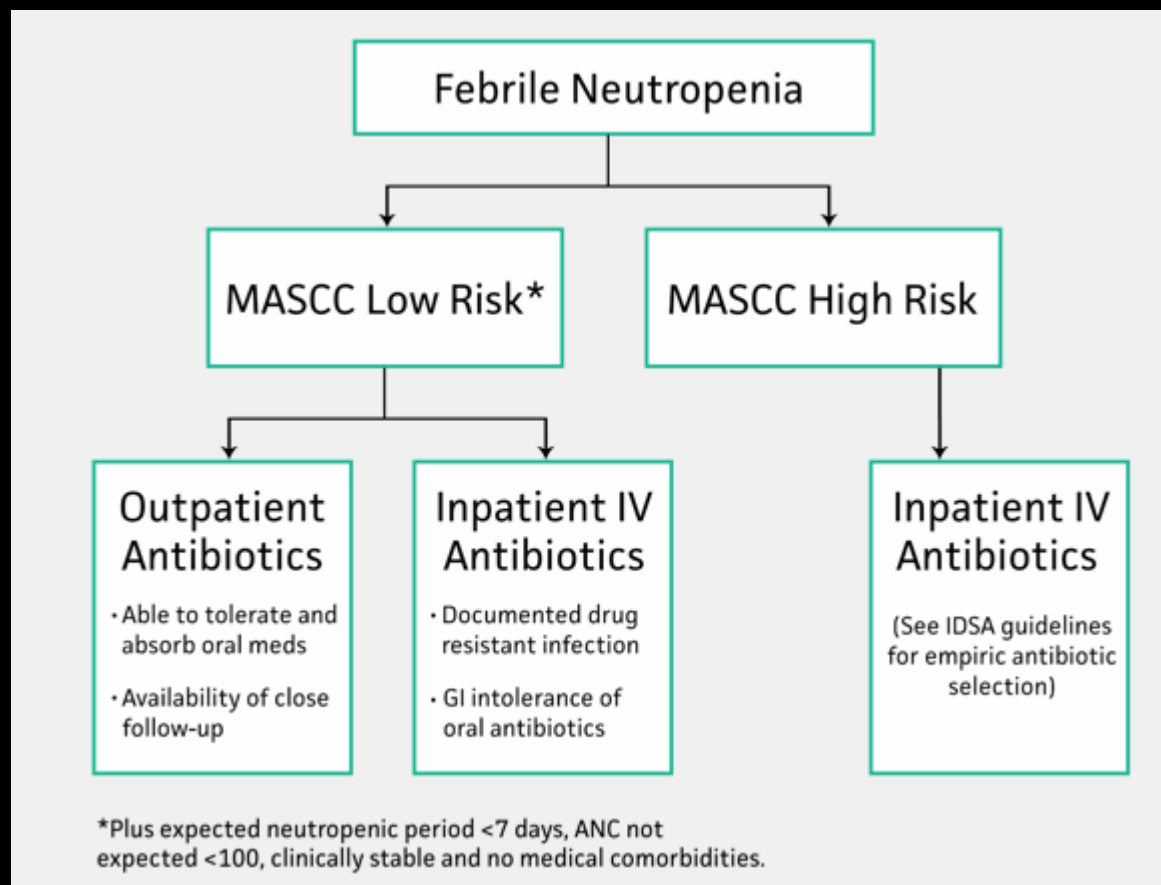 Febrile Neutropenia
MASCC Low Risk*
MASCC High Risk
Outpatient
Antibiotics
· Able to tolerate and
absorb oral meds
· Availability of close
follow-up
Inpatient IV
Antibiotics
· Documented drug
resistant infection
· GI intolerance of
oral antibiotics
Inpatient IV
Antibiotics
(See IDSA guidelines
for empiric antibiotic
selection)
*Plus expected neutropenic period <7 days, ANC not
expected <100, clinically stable and no medical comorbidities.